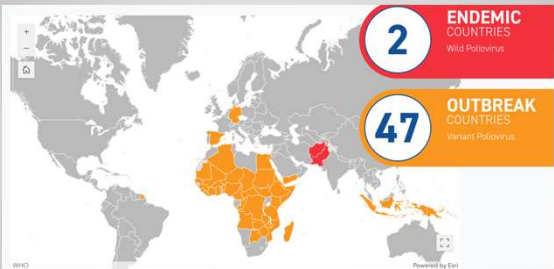 +
−
2
ENDEMIC
COUNTRIES
Wild Poliovirus
47
OUTBREAK
COUNTRIES
Variant Poliovirus
WHO
Powered by Esri